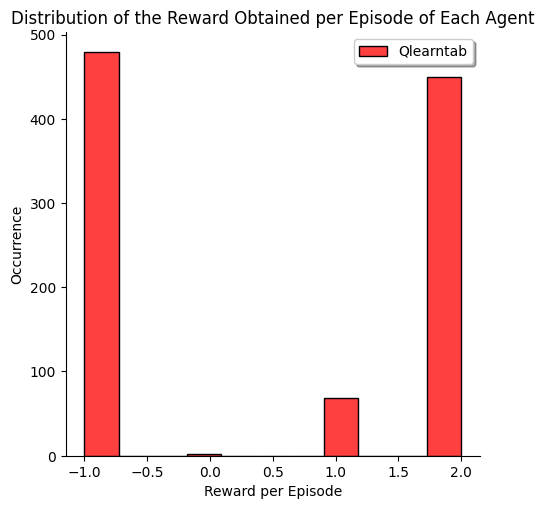 Distribution of the Reward Obtained per Episode of Each Agent
Qlearntab
500
400
300
200
100
0
Occurrence
−1.0 −0.5 0.0 0.5 1.0 1.5 2.0
Reward per Episode